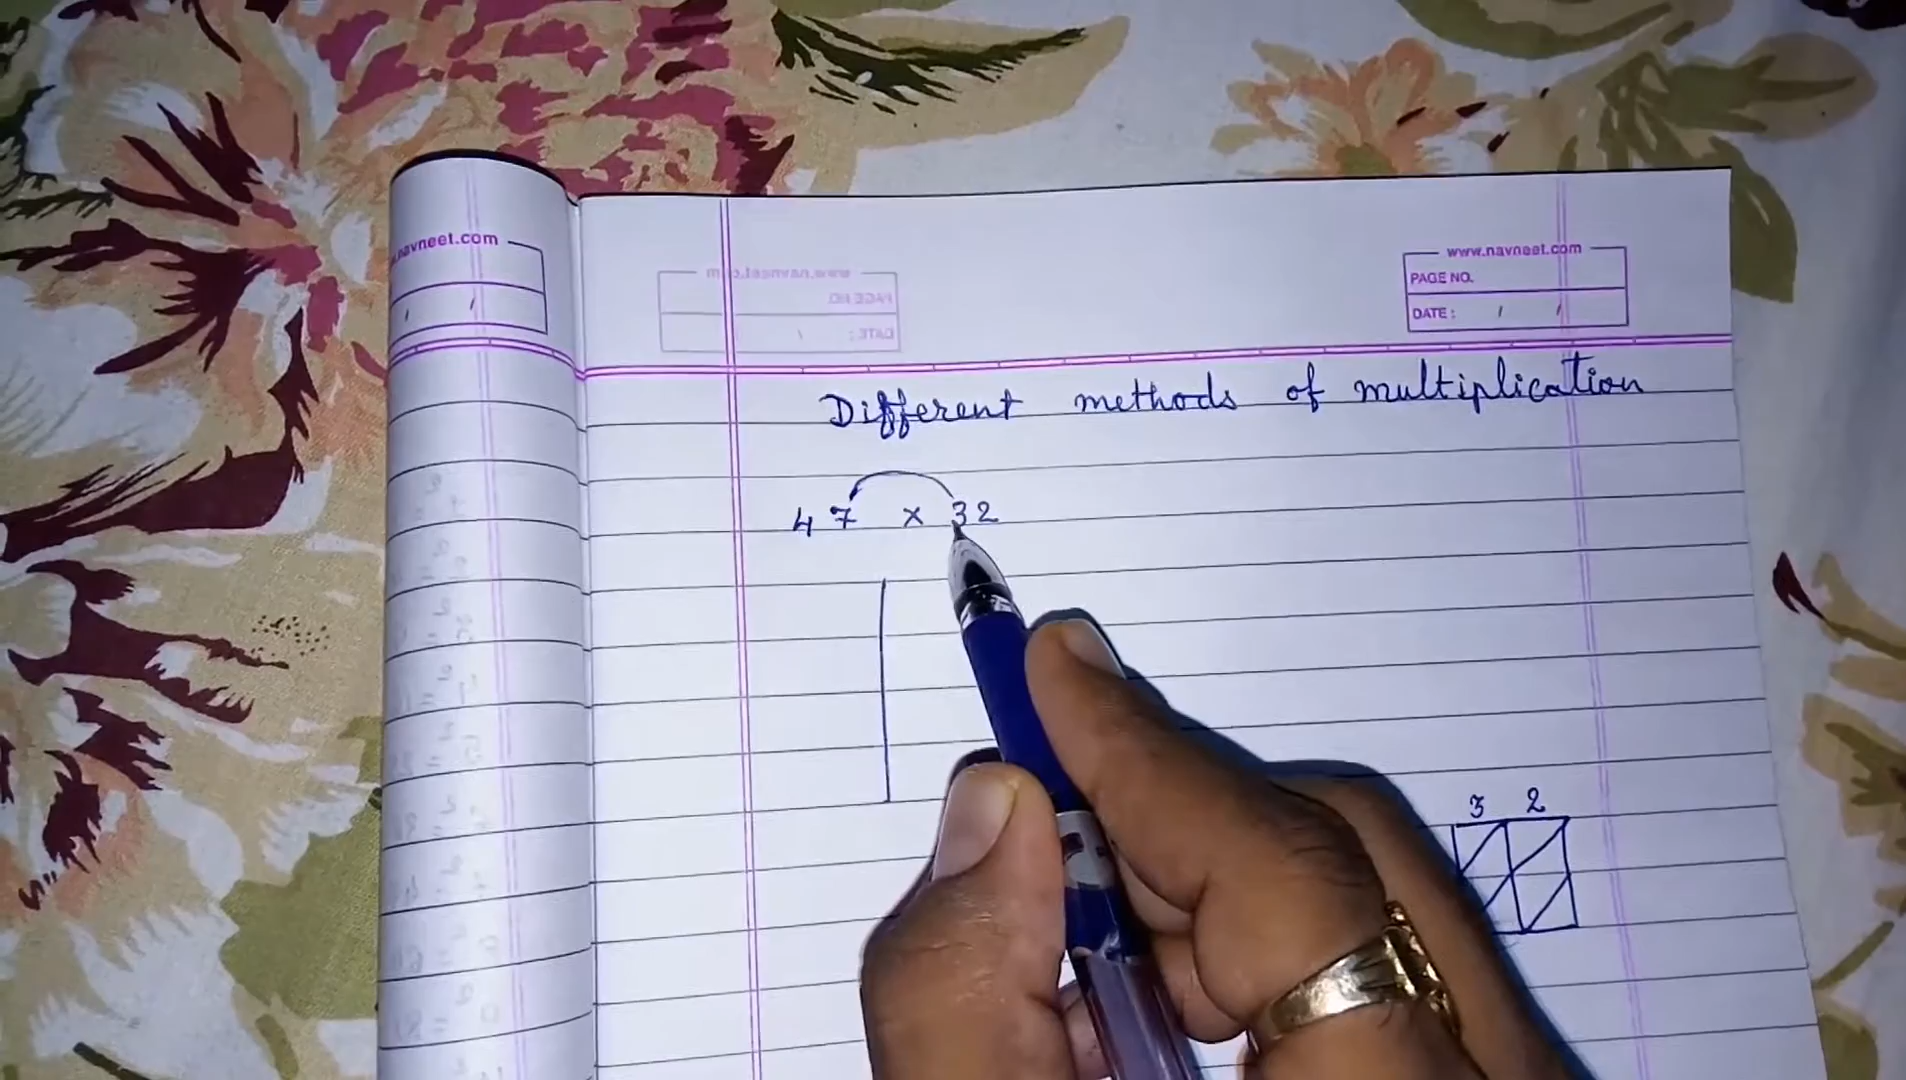 www.navneet.com
PAGE NO.
DATE : / /
Different methods of multiplication
47 × 32
3 2